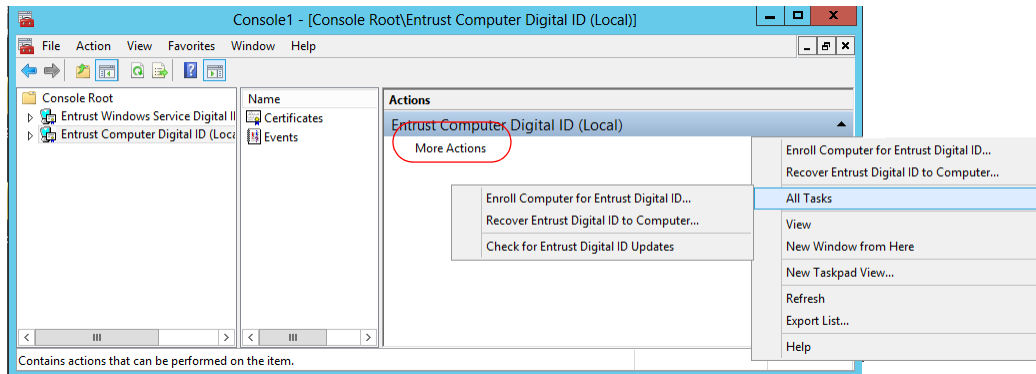 Console1 - [Console Root\Entrust Computer Digital ID (Local)]
File Action View Favorites Window Help
Console Root
Entrust Windows Service Digital II
Entrust Computer Digital ID (Loca
Name
Certificates
Events
Actions
Entrust Computer Digital ID (Local)
More Actions
Enroll Computer for Entrust Digital ID...
Recover Entrust Digital ID to Computer...
Check for Entrust Digital ID Updates
Enroll Computer for Entrust Digital ID...
Recover Entrust Digital ID to Computer...
All Tasks
View
New Window from Here
New Taskpad View...
Refresh
Export List...
Help
Contains actions that can be performed on the item.